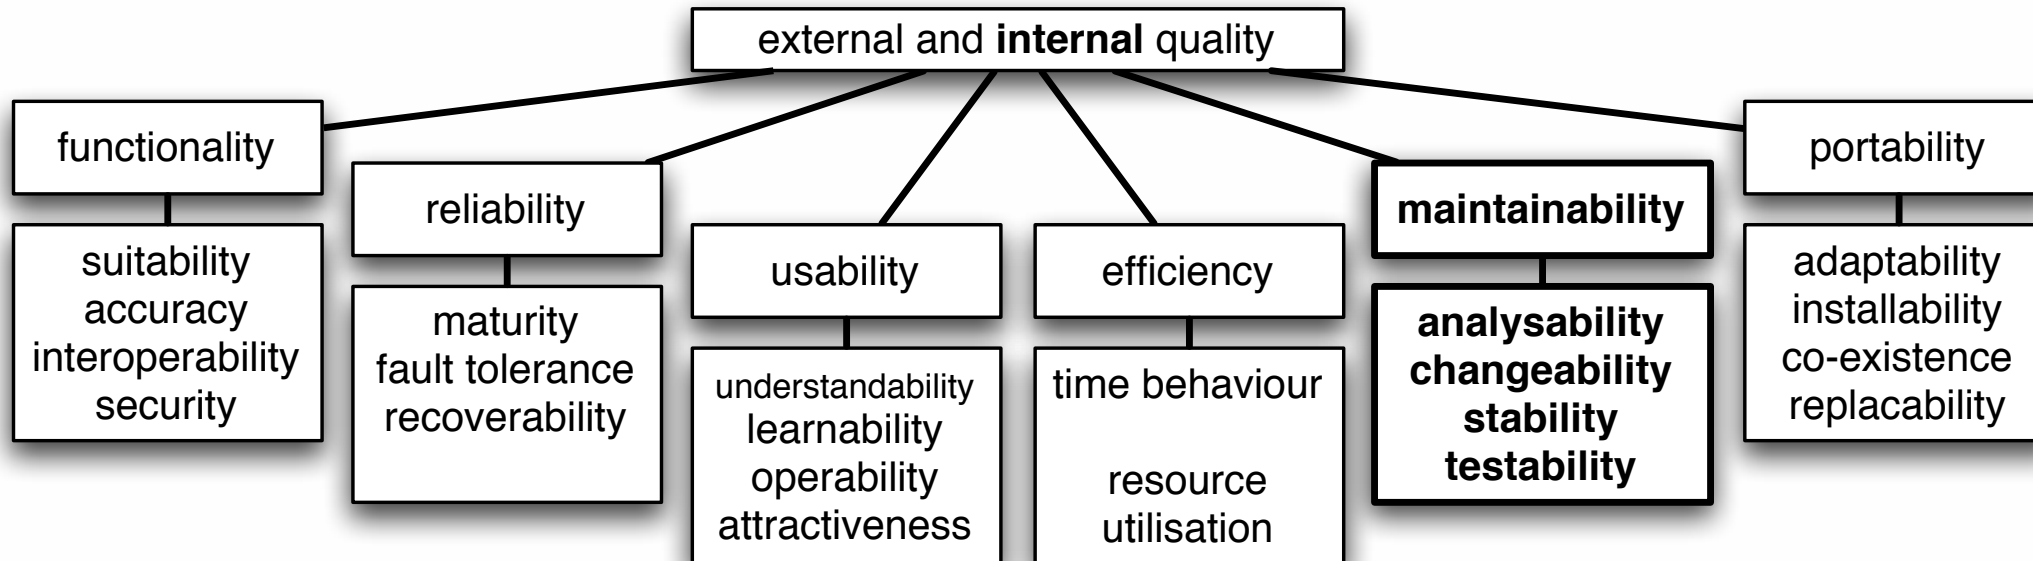 external and internal quality
functionality
suitability
accuracy
interoperability
security
reliability
maturity
fault tolerance
recoverability
usability
understandability
learnability
operability
attractiveness
efficiency
time behaviour
resource
utilisation
maintainability
analysability
changeability
stability
testability
portability
adaptability
installability
co-existence
replacability